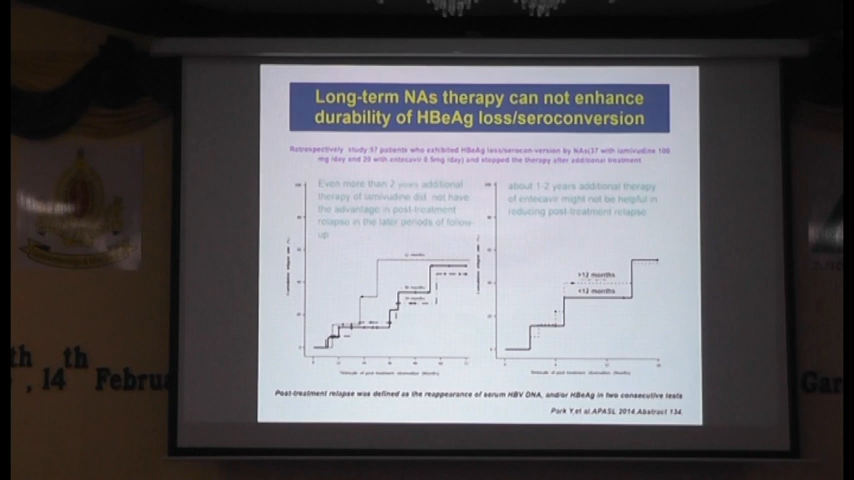 Long-term NAs therapy can not enhance
durability of HBeAg loss/seroconversion
Retrospectively study:57 patients who exhibited HBeAg loss/serocon-version by NAs(37 with lamivudine 100
mg /day and 20 with entecavir 0.5mg /day) and stopped the therapy after additional treatment
Even more than 2 years additional
therapy of lamivudine did not have
the advantage in post-treatment
relapse in the later periods of follow-
up
about 1-2 years additional therapy
of entecavir might not be helpful in
reducing post-treatment relapse
>12 months
<12 months
Post-treatment relapse was defined as the reappearance of serum HBV DNA, and/or HBeAg in two consecutive tests
Park Y,et al.APASL 2014.Abstract 134.
th th
, 14 Februa
Gar